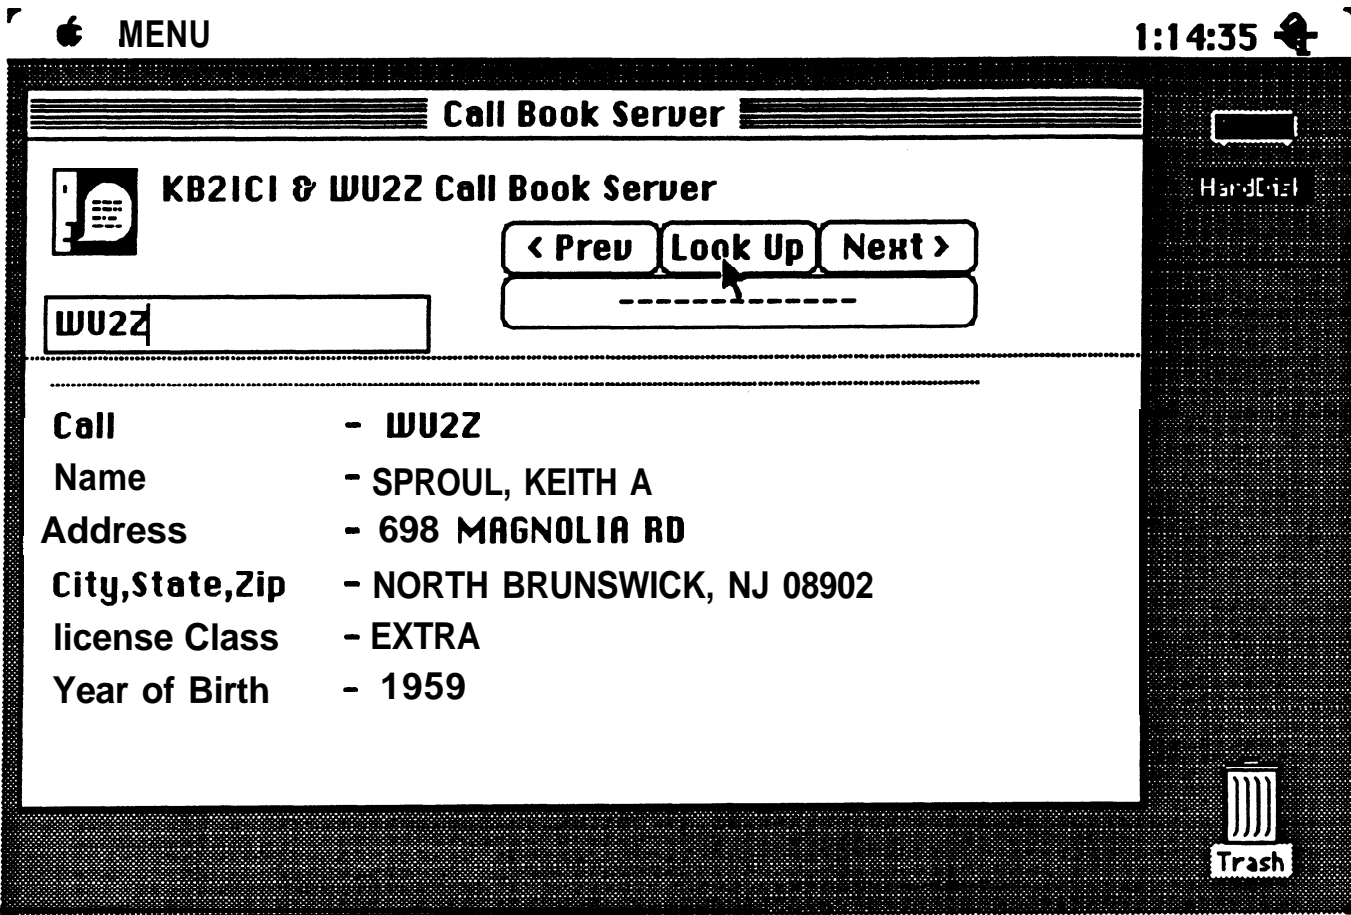 MENU 1:14:35
Call Book Server
HardDisk
KB2ICI & WU2Z Call Book Server
< Prev Look Up Next >
-------------
WU2Z
Call - WU2Z
Name - SPROUL, KEITH A
Address - 698 MAGNOLIA RD
City,State,Zip - NORTH BRUNSWICK, NJ 08902
license Class - EXTRA
Year of Birth - 1959
Trash